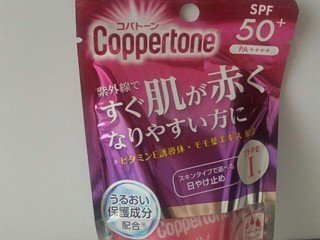 コパトーン
Coppertone
SPF
50+
PA++++
紫外線で
すぐ肌が赤く
なりやすい方に
ビタミンE誘導体・モモ葉エキス
スキンタイプで選べる
日やけ止め
TYPE
I
うるおい
保護成分
配合※
Coppertone